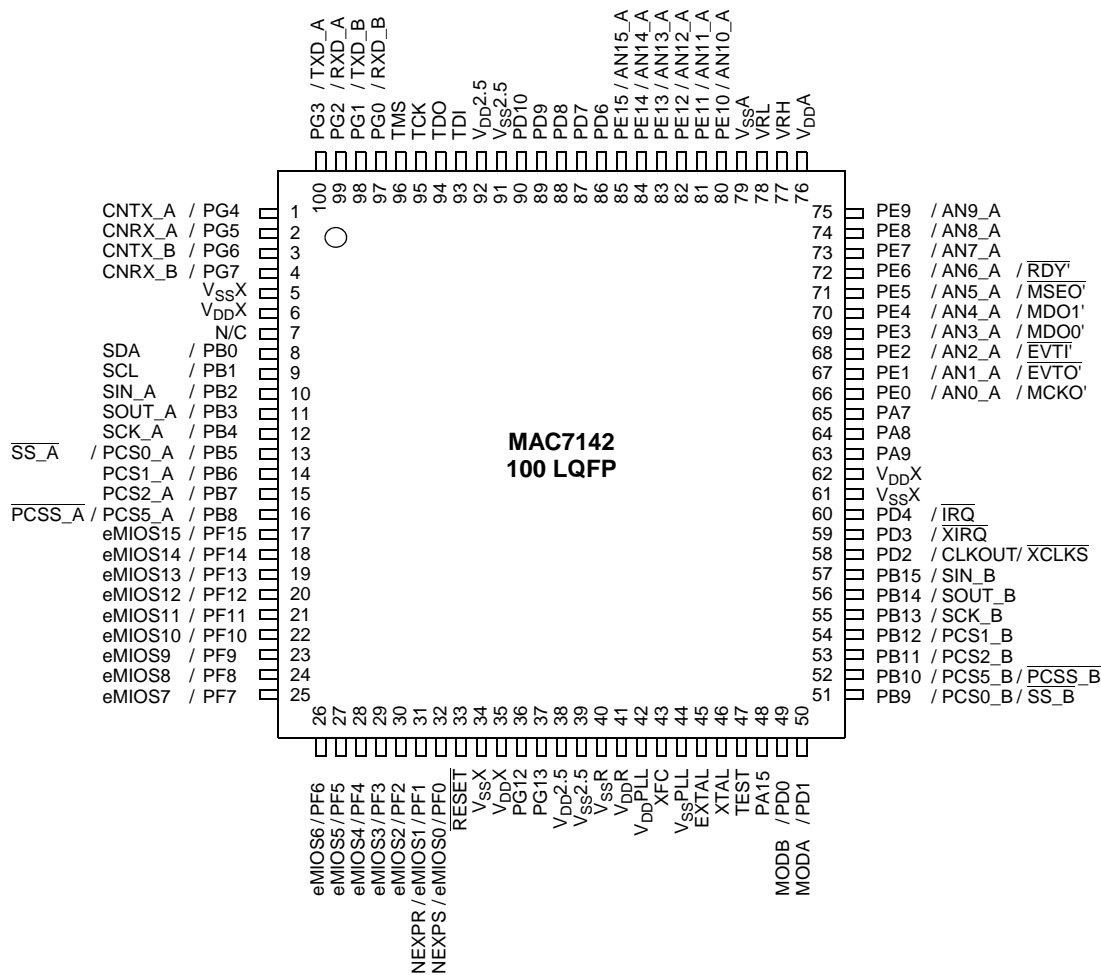 PG3 / TXD_A
PG2 / RXD_A
PG1 / TXD_B
PG0 / RXD_B
TMS
TCK
TDO
TDI
VDD2.5
VSS2.5
PD10
PD9
PD8
PD7
PD6
PE15 / AN15_A
PE14 / AN14_A
PE13 / AN13_A
PE12 / AN12_A
PE11 / AN11_A
PE10 / AN10_A
VSSA
VRL
VRH
VDDA
100 99 98 97 96 95 94 93 92 91 90 89 88 87 86 85 84 83 82 81 80 79 78 77 76
CNTX_A / PG4 1
CNRX_A / PG5 2
CNTX_B / PG6 3
CNRX_B / PG7 4
VSSX 5
VDDX 6
N/C 7
SDA / PB0 8
SCL / PB1 9
SIN_A / PB2 10
SOUT_A / PB3 11
SCK_A / PB4 12
SS_A / PCS0_A / PB5 13
PCS1_A / PB6 14
PCS2_A / PB7 15
PCSS_A / PCS5_A / PB8 16
eMIOS15 / PF15 17
eMIOS14 / PF14 18
eMIOS13 / PF13 19
eMIOS12 / PF12 20
eMIOS11 / PF11 21
eMIOS10 / PF10 22
eMIOS9 / PF9 23
eMIOS8 / PF8 24
eMIOS7 / PF7 25
MAC7142
100 LQFP
75 PE9 / AN9_A
74 PE8 / AN8_A
73 PE7 / AN7_A
72 PE6 / AN6_A / RDY'
71 PE5 / AN5_A / MSEO'
70 PE4 / AN4_A / MDO1'
69 PE3 / AN3_A / MDO0'
68 PE2 / AN2_A / EVTI'
67 PE1 / AN1_A / EVTO'
66 PE0 / AN0_A / MCKO'
65 PA7
64 PA8
63 PA9
62 VDDX
61 VSSX
60 PD4 / IRQ
59 PD3 / XIRQ
58 PD2 / CLKOUT/ XCLKS
57 PB15 / SIN_B
56 PB14 / SOUT_B
55 PB13 / SCK_B
54 PB12 / PCS1_B
53 PB11 / PCS2_B
52 PB10 / PCS5_B / PCSS_B
51 PB9 / PCS0_B / SS_B
26 27 28 29 30 31 32 33 34 35 36 37 38 39 40 41 42 43 44 45 46 47 48 49 50
eMIOS6 / PF6
eMIOS5 / PF5
eMIOS4 / PF4
eMIOS3 / PF3
eMIOS2 / PF2
NEXPR / eMIOS1 / PF1
NEXPS / eMIOS0 / PF0
RESET
VSSX
VDDX
PG12
PG13
VDD2.5
VSS2.5
VSSR
VDDR
VDDPLL
XFC
VSSPLL
EXTAL
XTAL
TEST
PA15
MODB / PD0
MODA / PD1